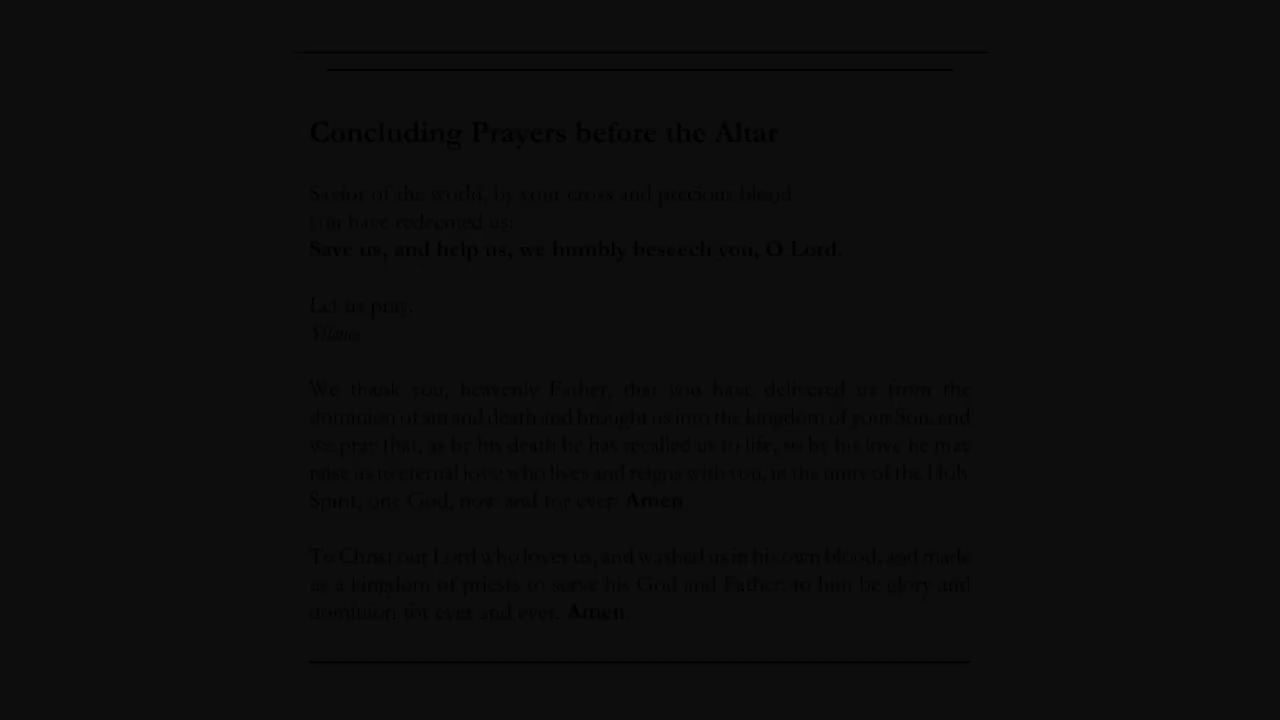 Concluding Prayers before the Altar
Savior of the world, by your cross and precious blood
you have redeemed us:
Save us, and help us, we humbly beseech you, O Lord.
Let us pray.
Silence
We thank you, heavenly Father, that you have delivered us from the
dominion of sin and death and brought us into the kingdom of your Son, and
we pray that, as by his death he has recalled us to life, so by his love he may
raise us to eternal joys; who lives and reigns with you, in the unity of the Holy
Spirit, one God, now and for ever. Amen
To Christ our Lord who loves us, and washed us in his own blood, and made
us a kingdom of priests to serve his God and Father: to him be glory and
dominion for ever and ever. Amen